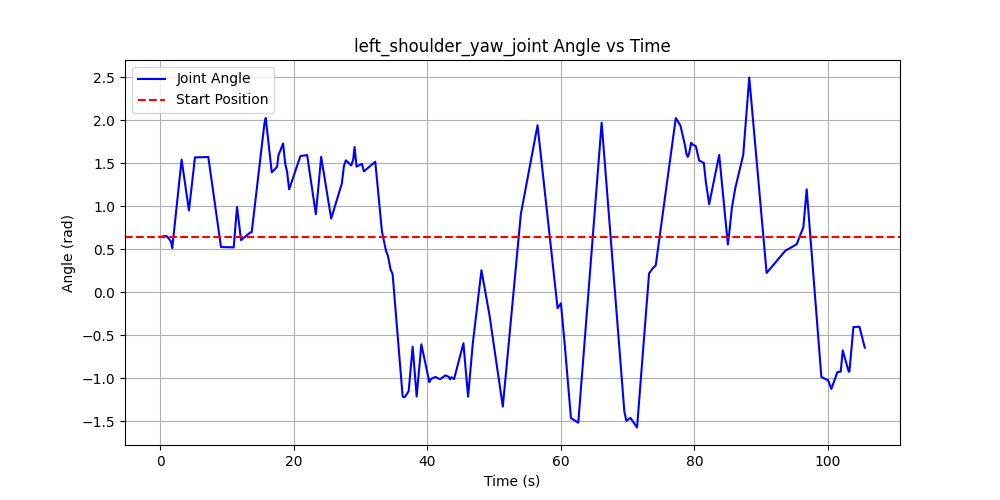 left_shoulder_yaw_joint Angle vs Time
Joint Angle
Start Position
2.5
2.0
1.5
1.0
0.5
0.0
−0.5
−1.0
−1.5
Angle (rad)
0 20 40 60 80 100
Time (s)